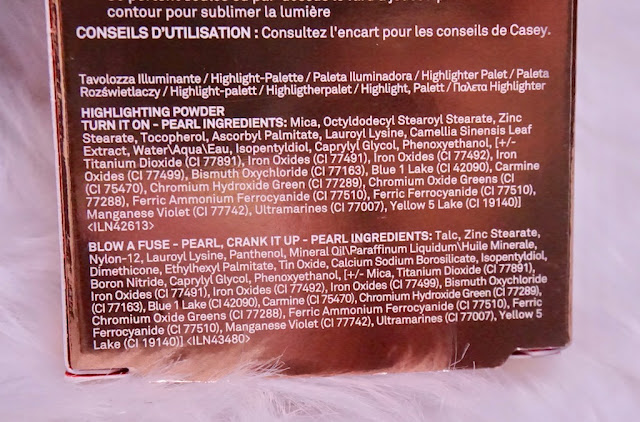 contour pour sublimer la lumière
CONSEILS D'UTILISATION : Consultez l'encart pour les conseils de Casey.
Tavolozza Illuminante / Highlight-Palette / Paleta Iluminadora / Highlighter Palet / Paleta
Rozświetlaczy / Highlight-palett / Highligtherpalet / Highlight, Palett / Палета Highlighter
HIGHLIGHTING POWDER
TURN IT ON - PEARL INGREDIENTS: Mica, Octyldodecyl Stearoyl Stearate, Zinc
Stearate, Tocopherol, Ascorbyl Palmitate, Lauroyl Lysine, Camellia Sinensis Leaf
Extract, Water\Aqua\Eau, Isopentyldiol, Caprylyl Glycol, Phenoxyethanol, [+/-
Titanium Dioxide (CI 77891), Iron Oxides (CI 77491), Iron Oxides (CI 77492), Iron
Oxides (CI 77499), Bismuth Oxychloride (CI 77163), Blue 1 Lake (CI 42090), Carmine
(CI 75470), Chromium Hydroxide Green (CI 77289), Chromium Oxide Greens (CI
77288), Ferric Ammonium Ferrocyanide (CI 77510), Ferric Ferrocyanide (CI 77510),
Manganese Violet (CI 77742), Ultramarines (CI 77007), Yellow 5 Lake (CI 19140)]
<ILN42613>
BLOW A FUSE - PEARL, CRANK IT UP - PEARL INGREDIENTS: Talc, Zinc Stearate,
Nylon-12, Lauroyl Lysine, Panthenol, Mineral Oil\Paraffinum Liquidum\Huile Minerale,
Dimethicone, Ethylhexyl Palmitate, Tin Oxide, Calcium Sodium Borosilicate, Isopentyldiol,
Boron Nitride, Caprylyl Glycol, Phenoxyethanol, [+/- Mica, Titanium Dioxide (CI 77891),
Iron Oxides (CI 77491), Iron Oxides (CI 77492), Iron Oxides (CI 77499), Bismuth Oxychloride
(CI 77163), Blue 1 Lake (CI 42090), Carmine (CI 75470), Chromium Hydroxide Green (CI 77289),
Chromium Oxide Greens (CI 77288), Ferric Ammonium Ferrocyanide (CI 77510), Ferric
Ferrocyanide (CI 77510), Manganese Violet (CI 77742), Ultramarines (CI 77007), Yellow 5
Lake (CI 19140)] <ILN43480>